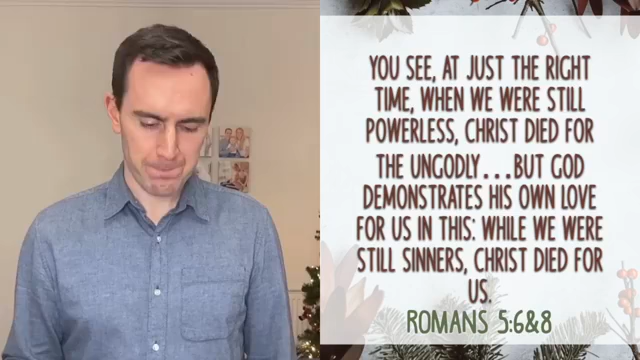 YOU SEE, AT JUST THE RIGHT
TIME, WHEN WE WERE STILL
POWERLESS, CHRIST DIED FOR
THE UNGODLY...BUT GOD
DEMONSTRATES HIS OWN LOVE
FOR US IN THIS: WHILE WE WERE
STILL SINNERS, CHRIST DIED FOR
US.
ROMANS 5:6&8